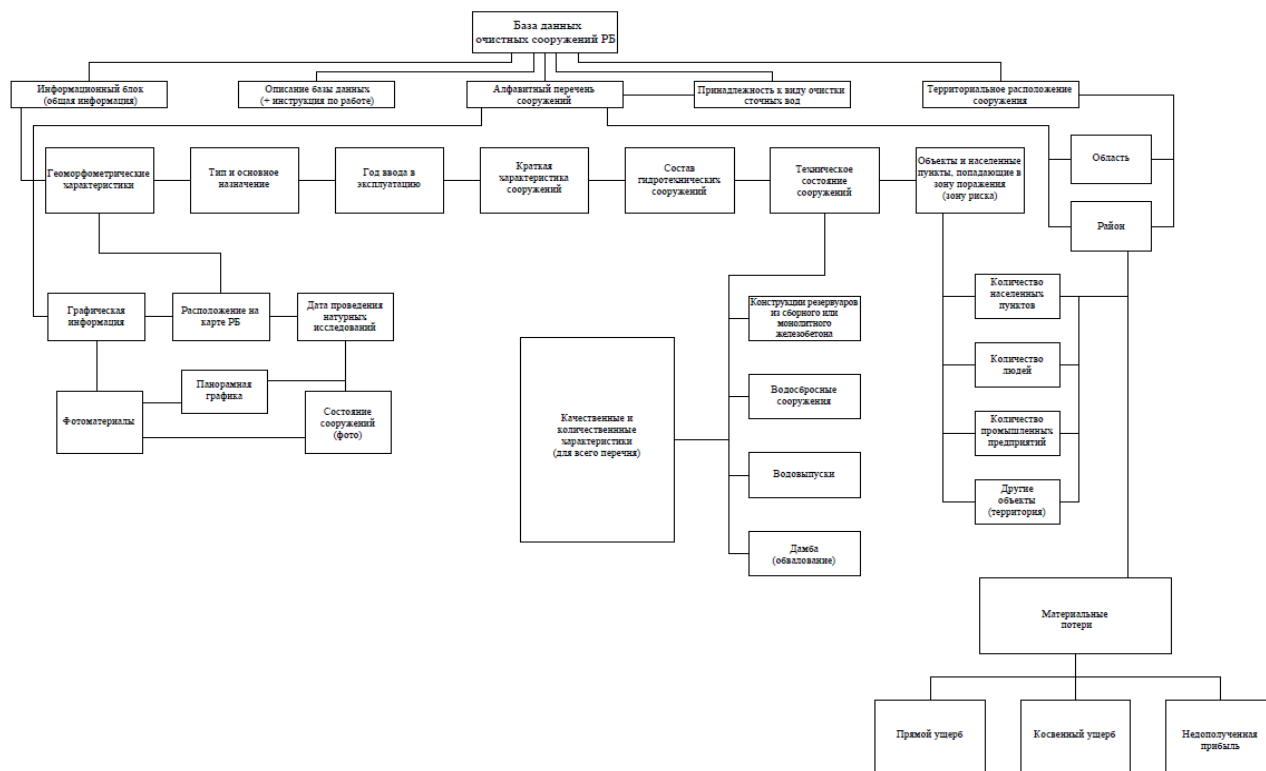 База данных
очистных сооружений РБ
Информационный блок
(общая информация)
Описание базы данных
(+ инструкция по работе)
Алфавитный перечень
сооружений
Принадлежность к виду очистки
сточных вод
Территориальное расположение
сооружения
Область
Район
Геоморфометрические
характеристики
Тип и основное
назначение
Год ввода в
эксплуатацию
Краткая
характеристика
сооружений
Состав
гидротехнических
сооружений
Техническое
состояние
сооружений
Объекты и населенные
пункты, попадающие в
зону поражения
(зону риска)
Графическая
информация
Расположение на
карте РБ
Дата проведения
натурных
исследований
Панорамная
графика
Фотоматериалы
Состояние
сооружений
(фото)
Качественные и
количественнные
характеристики
(для всего перечня)
Конструкции резервуаров
из сборного или
монолитного
железобетона
Водосбросные
сооружения
Водовыпуски
Дамба
(обвалование)
Количество
населенных
пунктов
Количество
людей
Количество
промышленных
предприятий
Другие
объекты
(территория)
Материальные
потери
Прямой ущерб
Косвенный ущерб
Недополученная
прибыль